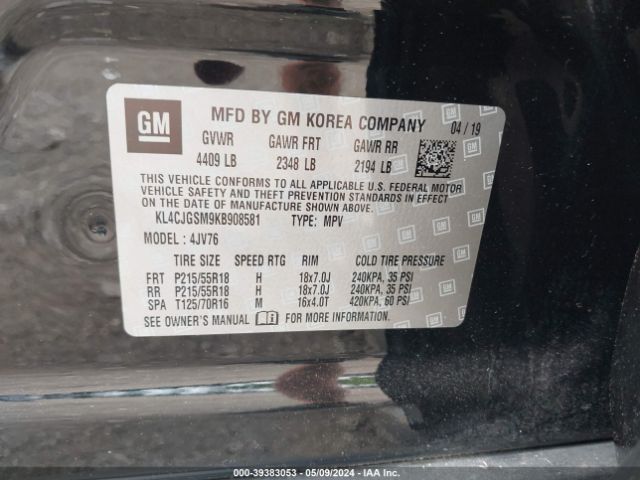 GM MFD BY GM KOREA COMPANY 04 / 19
GVWR GAWR FRT GAWR RR
4409 LB 2348 LB 2194 LB
THIS VEHICLE CONFORMS TO ALL APPLICABLE U.S. FEDERAL MOTOR
VEHICLE SAFETY AND THEFT PREVENTION STANDARDS IN EFFECT ON
THE DATE OF MANUFACTURE SHOWN ABOVE.
KL4CJGSM9KB908581 TYPE: MPV
MODEL : 4JV76
TIRE SIZE SPEED RTG RIM COLD TIRE PRESSURE
FRT P215/55R18 H 18x7.0J 240KPA, 35 PSI
RR P215/55R18 H 18x7.0J 240KPA, 35 PSI
SPA T125/70R16 M 16x4.0T 420KPA, 60 PSI
SEE OWNER'S MANUAL FOR MORE INFORMATION.
000-39383053 - 05/09/2024 - IAA Inc.